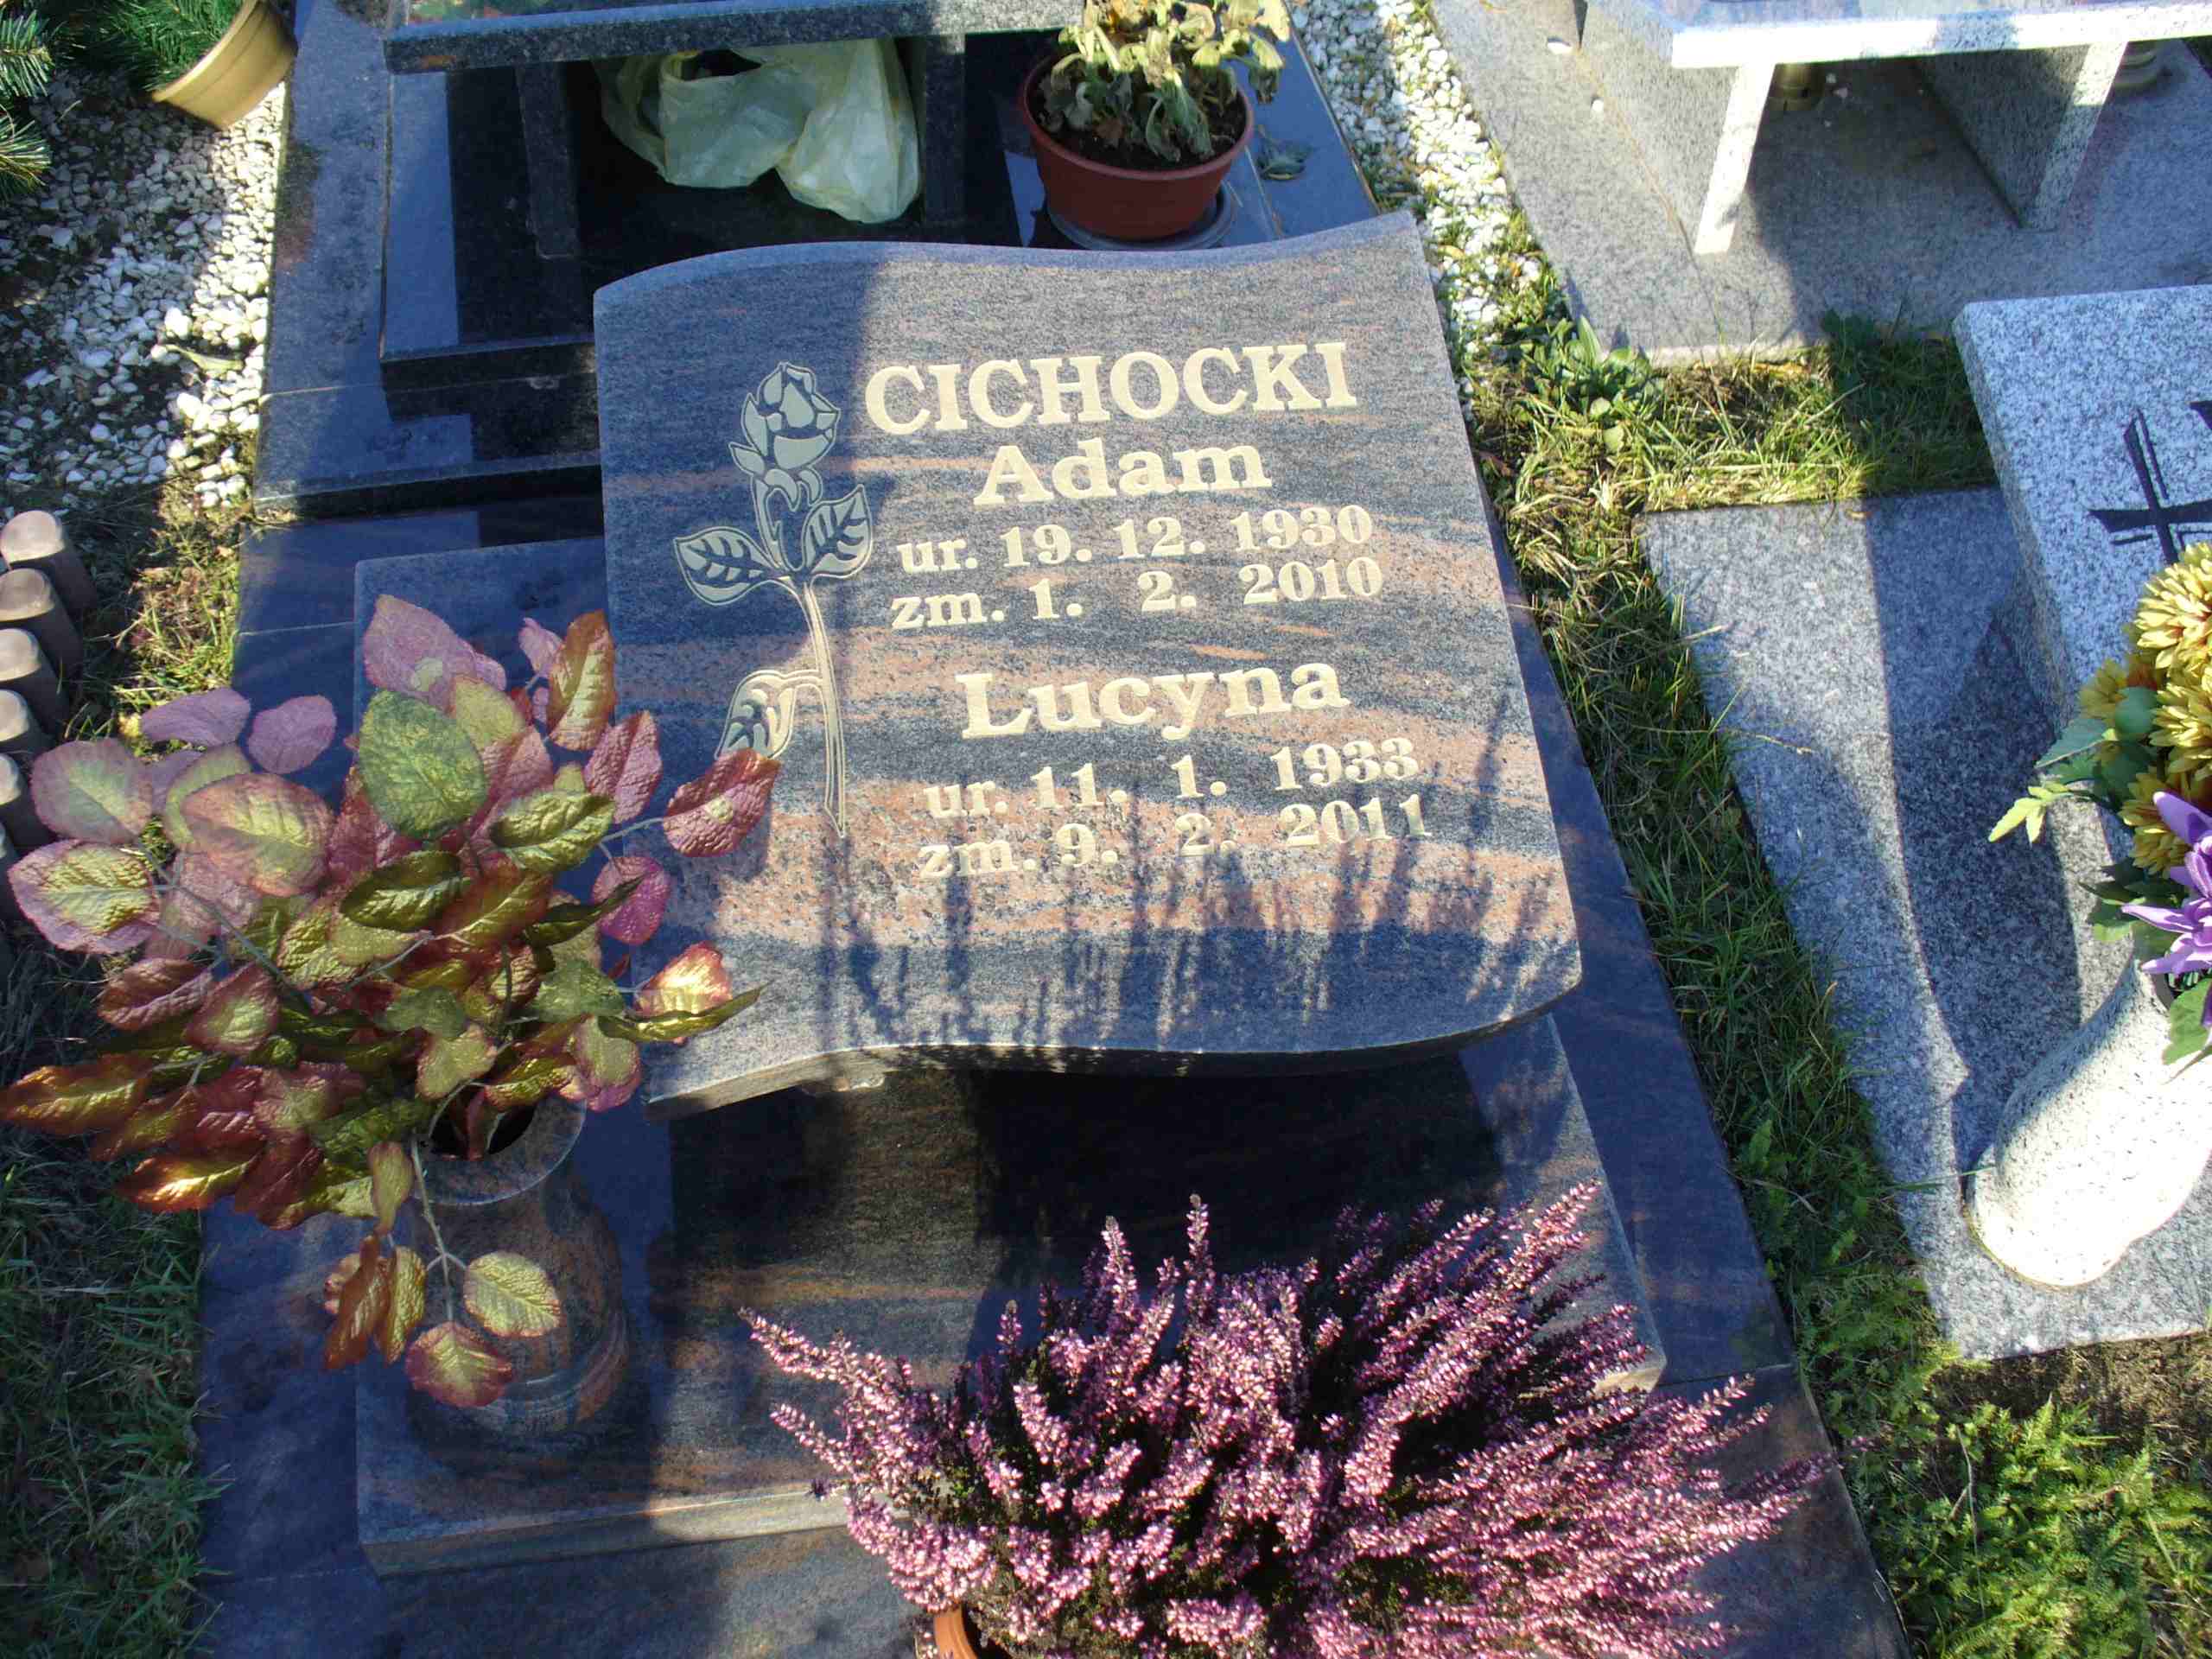 CICHOCKI
Adam
ur. 19. 12. 1930
zm. 1. 2. 2010
Lucyna
ur. 11. 1. 1933
zm. 9. 2. 2011